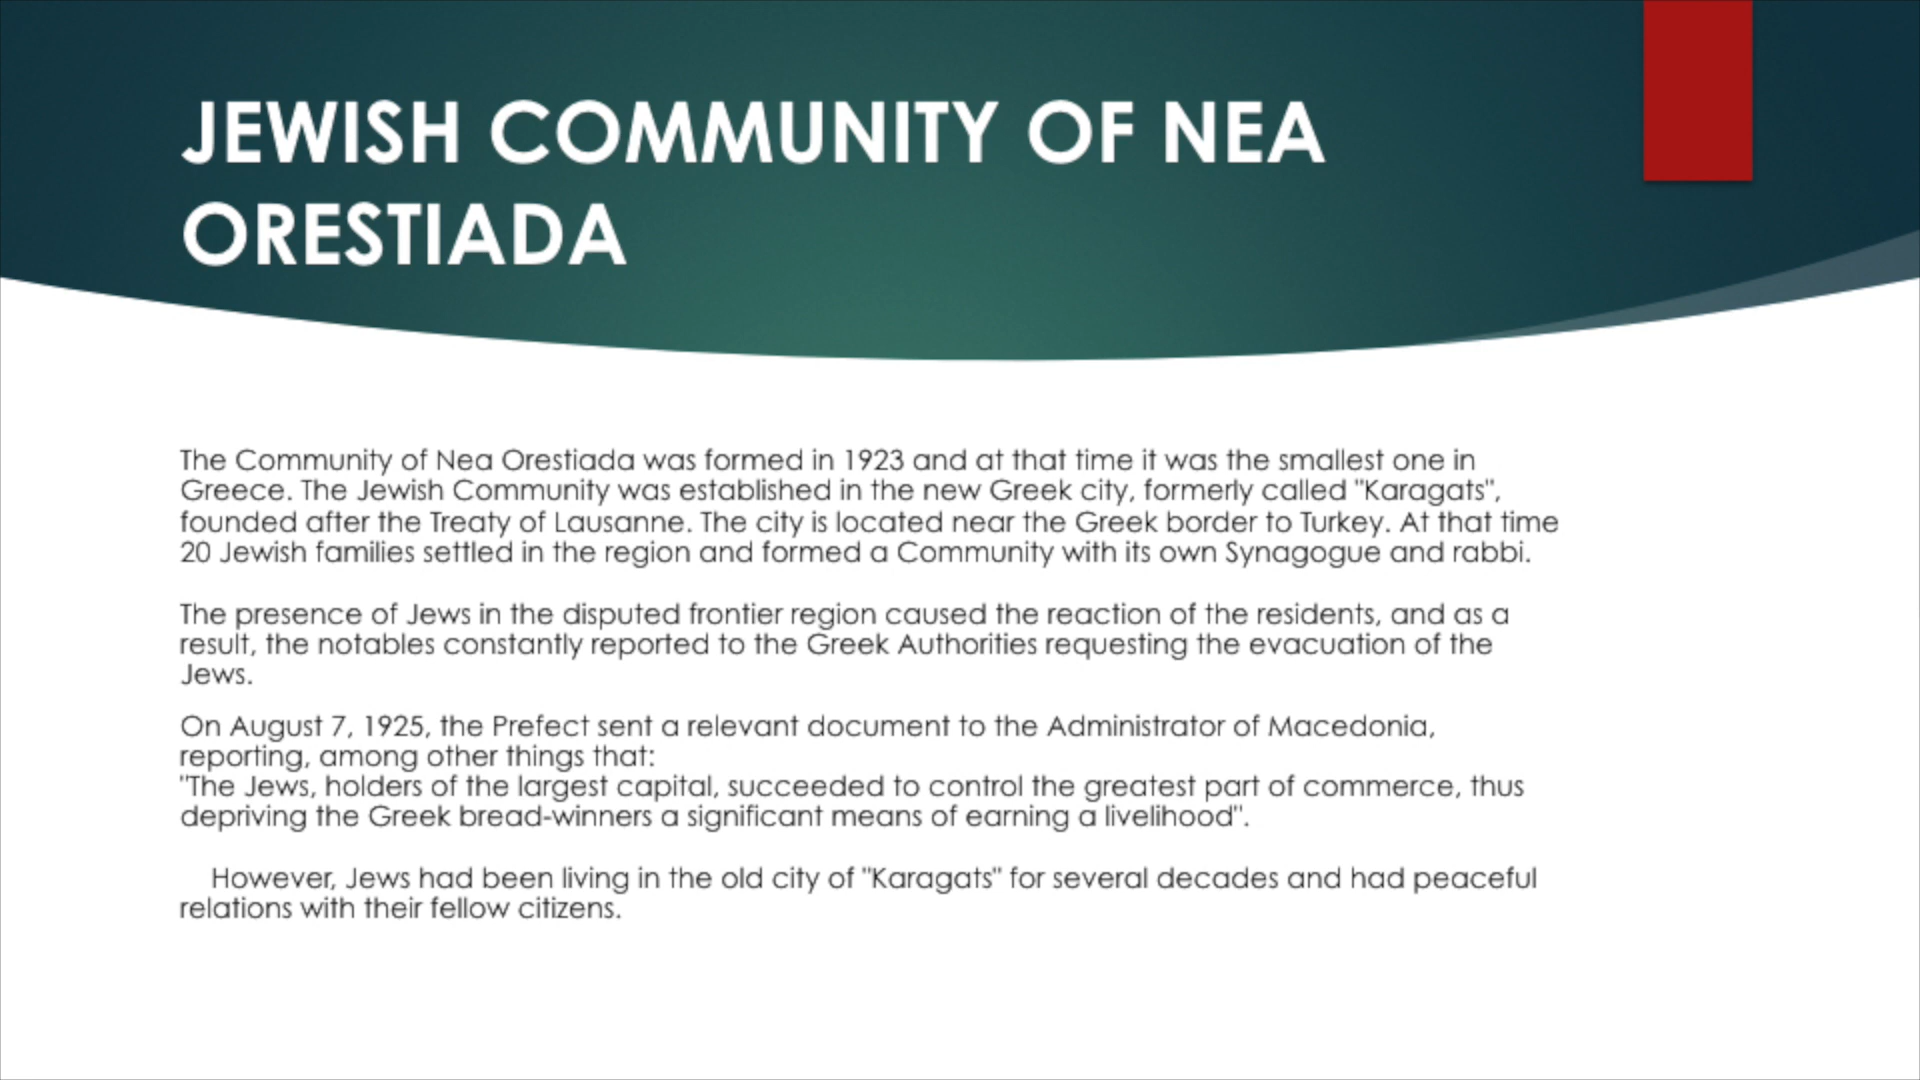 JEWISH COMMUNITY OF NEA
ORESTIADA
The Community of Nea Orestiada was formed in 1923 and at that time it was the smallest one in
Greece. The Jewish Community was established in the new Greek city, formerly called "Karagats",
founded after the Treaty of Lausanne. The city is located near the Greek border to Turkey. At that time
20 Jewish families settled in the region and formed a Community with its own Synagogue and rabbi.
The presence of Jews in the disputed frontier region caused the reaction of the residents, and as a
result, the notables constantly reported to the Greek Authorities requesting the evacuation of the
Jews.
On August 7, 1925, the Prefect sent a relevant document to the Administrator of Macedonia,
reporting, among other things that:
"The Jews, holders of the largest capital, succeeded to control the greatest part of commerce, thus
depriving the Greek bread-winners a significant means of earning a livelihood".
However, Jews had been living in the old city of "Karagats" for several decades and had peaceful
relations with their fellow citizens.